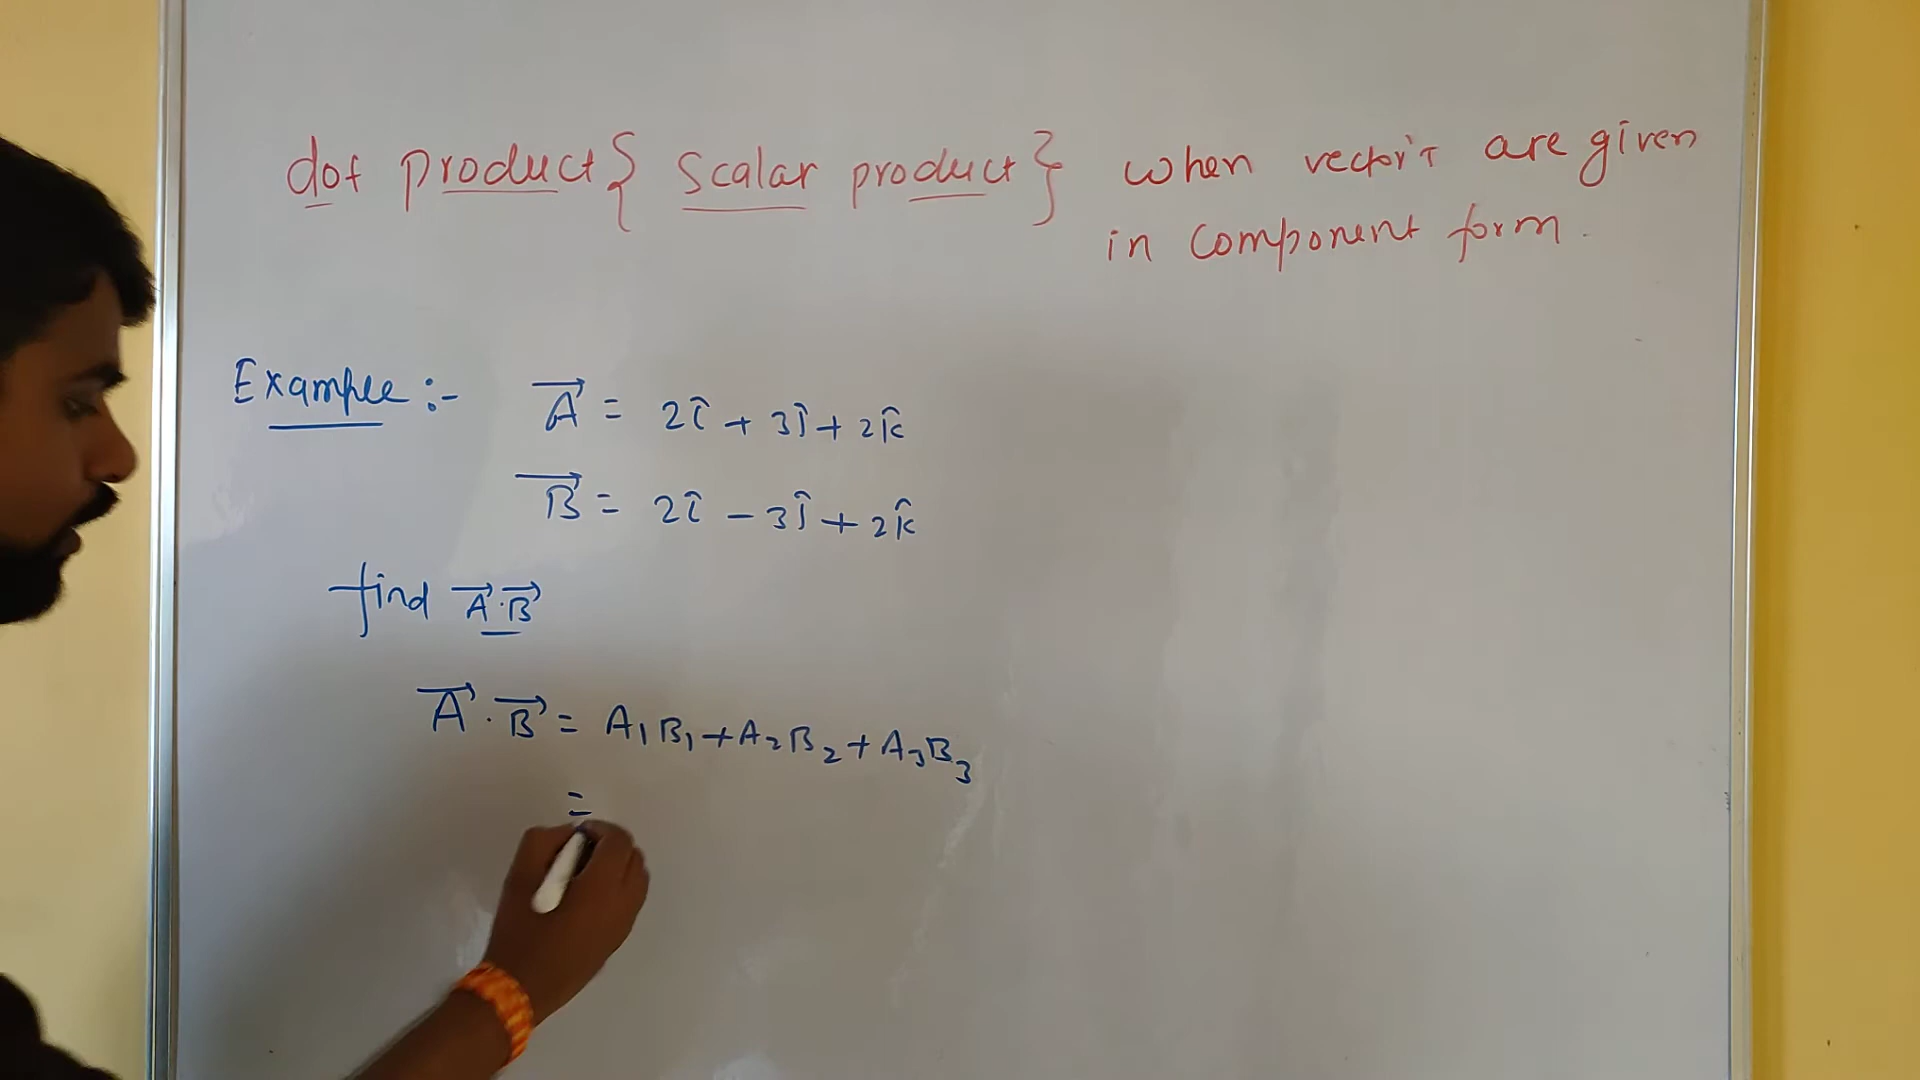 dot product { scalar product } when vector's are given
in component form.
Example :- A⃗ = 2î + 3ĵ + 2k̂
B⃗ = 2î - 3ĵ + 2k̂
find A⃗.B⃗
A⃗.B⃗ = A₁B₁ + A₂B₂ + A₃B₃
=